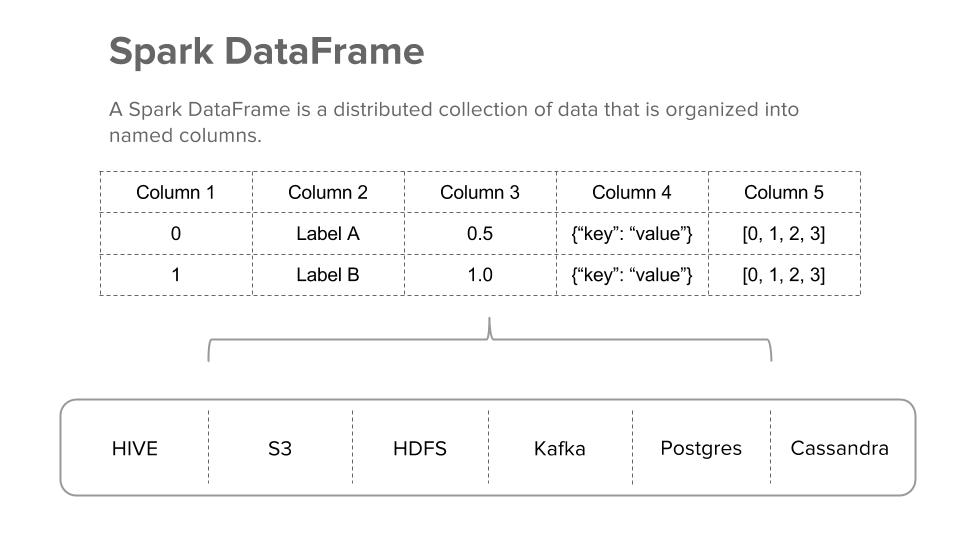 Spark DataFrame
A Spark DataFrame is a distributed collection of data that is organized into
named columns.
Column 1 Column 2 Column 3 Column 4 Column 5
0 Label A 0.5 {“key”: “value”} [0, 1, 2, 3]
1 Label B 1.0 {“key”: “value”} [0, 1, 2, 3]
HIVE S3 HDFS Kafka Postgres Cassandra